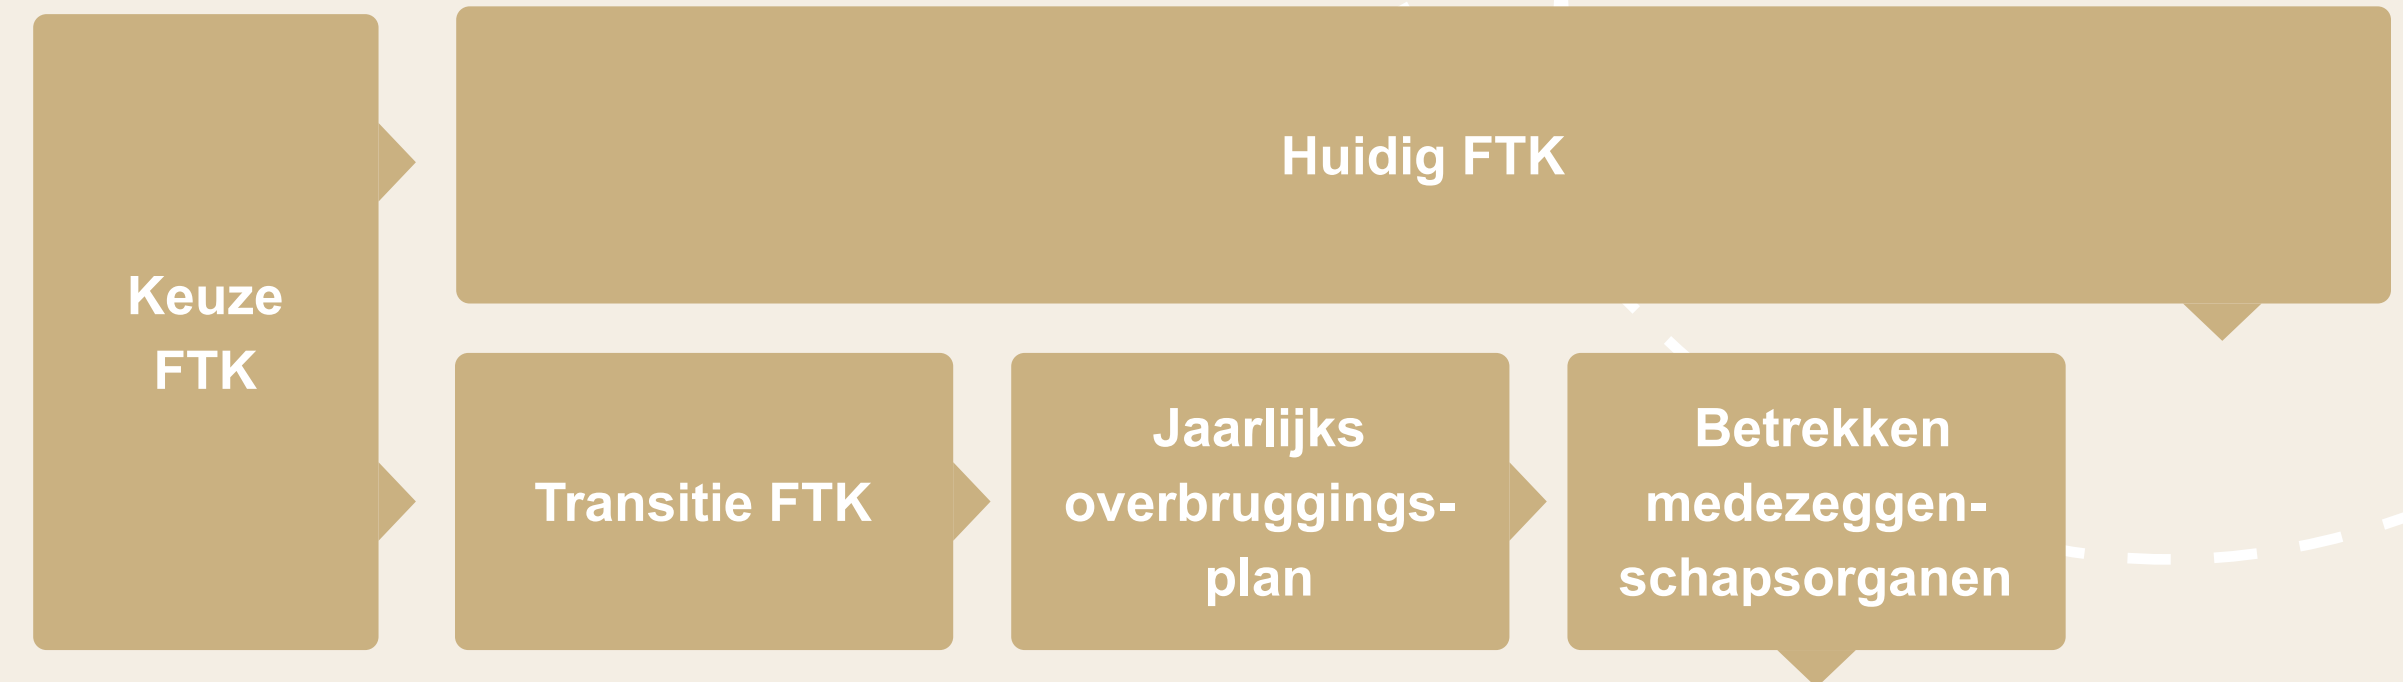 Keuze
FTK
Huidig FTK
Transitie FTK
Jaarlijks
overbruggings-
plan
Betrekken
medezeggen-
schapsorganen